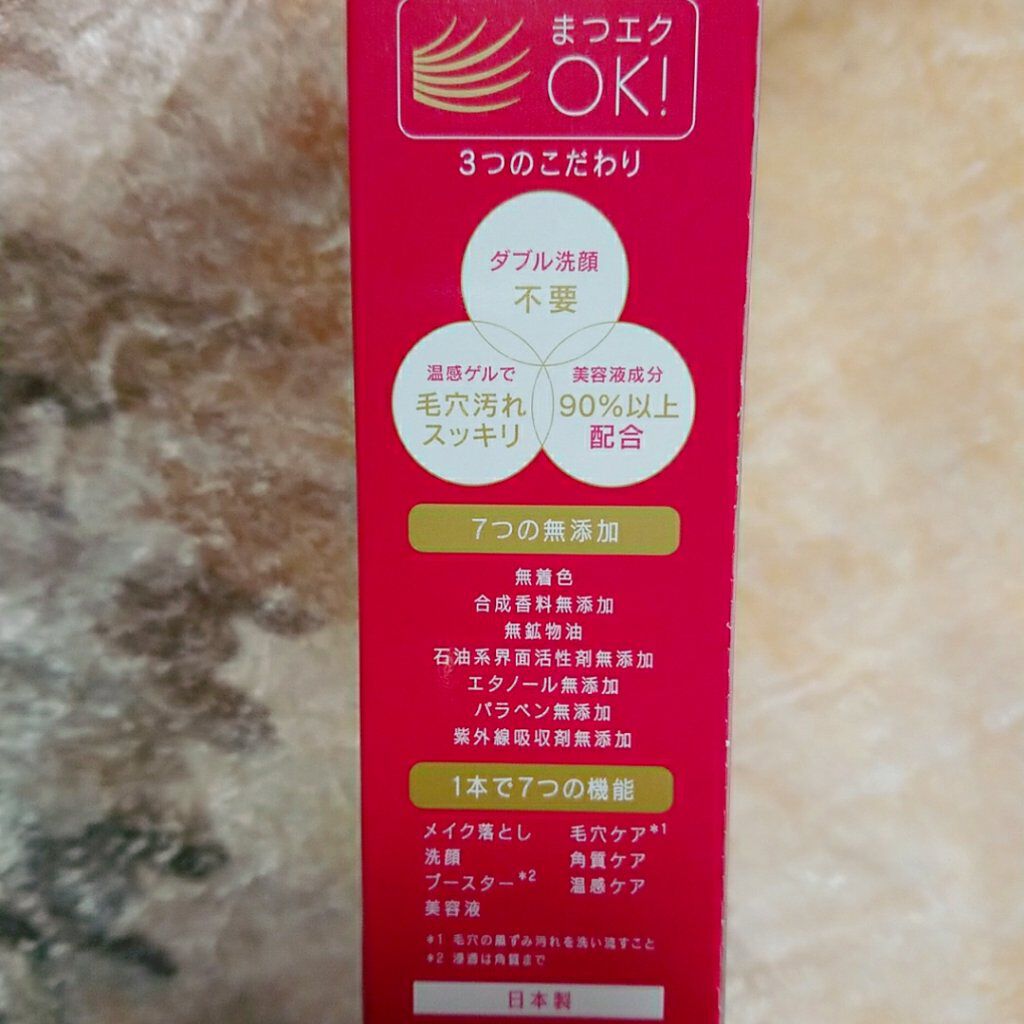 まつエク
OK!
3つのこだわり
ダブル洗顔
不要
温感ゲルで
毛穴汚れ
スッキリ
美容液成分
90%以上
配合
7つの無添加
無着色
合成香料無添加
無鉱物油
石油系界面活性剤無添加
エタノール無添加
パラベン無添加
紫外線吸収剤無添加
1本で7つの機能
メイク落とし
洗顔
ブースター*2
美容液
毛穴ケア*1
角質ケア
温感ケア
*1 毛穴の黒ずみ汚れを洗い流すこと
*2 浸透は角質まで
日本製